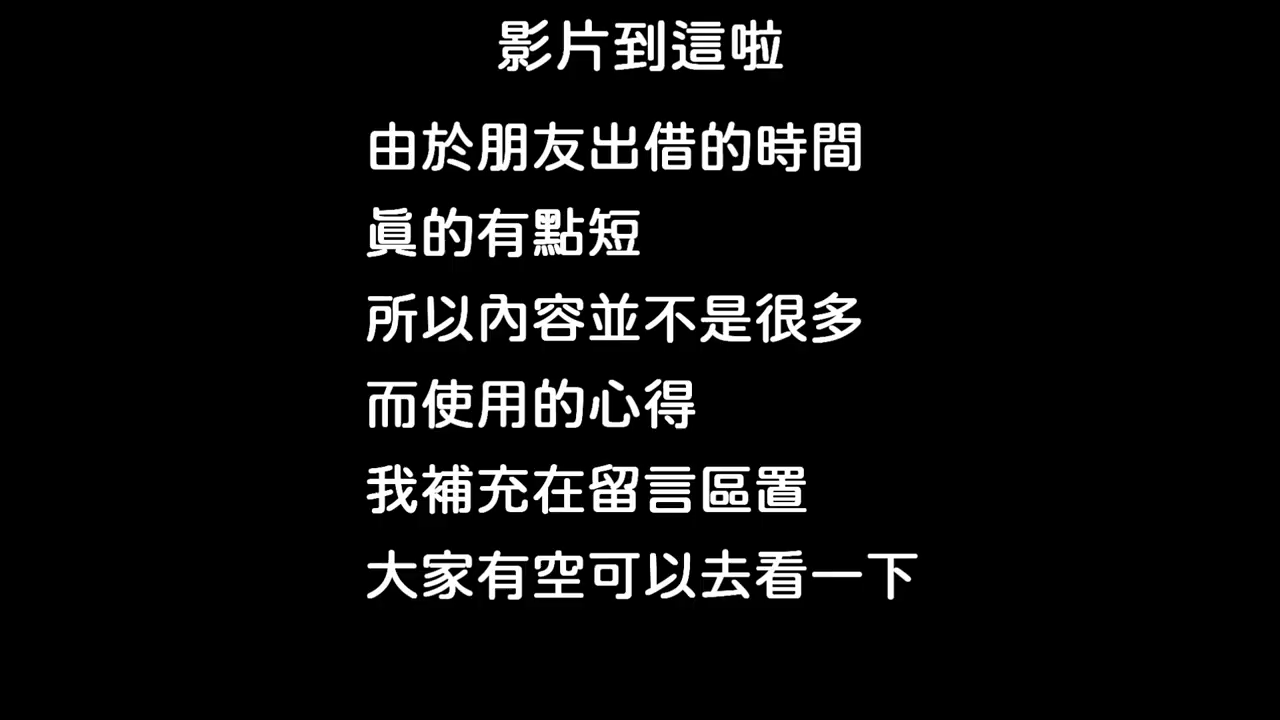 影片到這啦
由於朋友出借的時間
真的有點短
所以內容並不是很多
而使用的心得
我補充在留言區置
大家有空可以去看一下